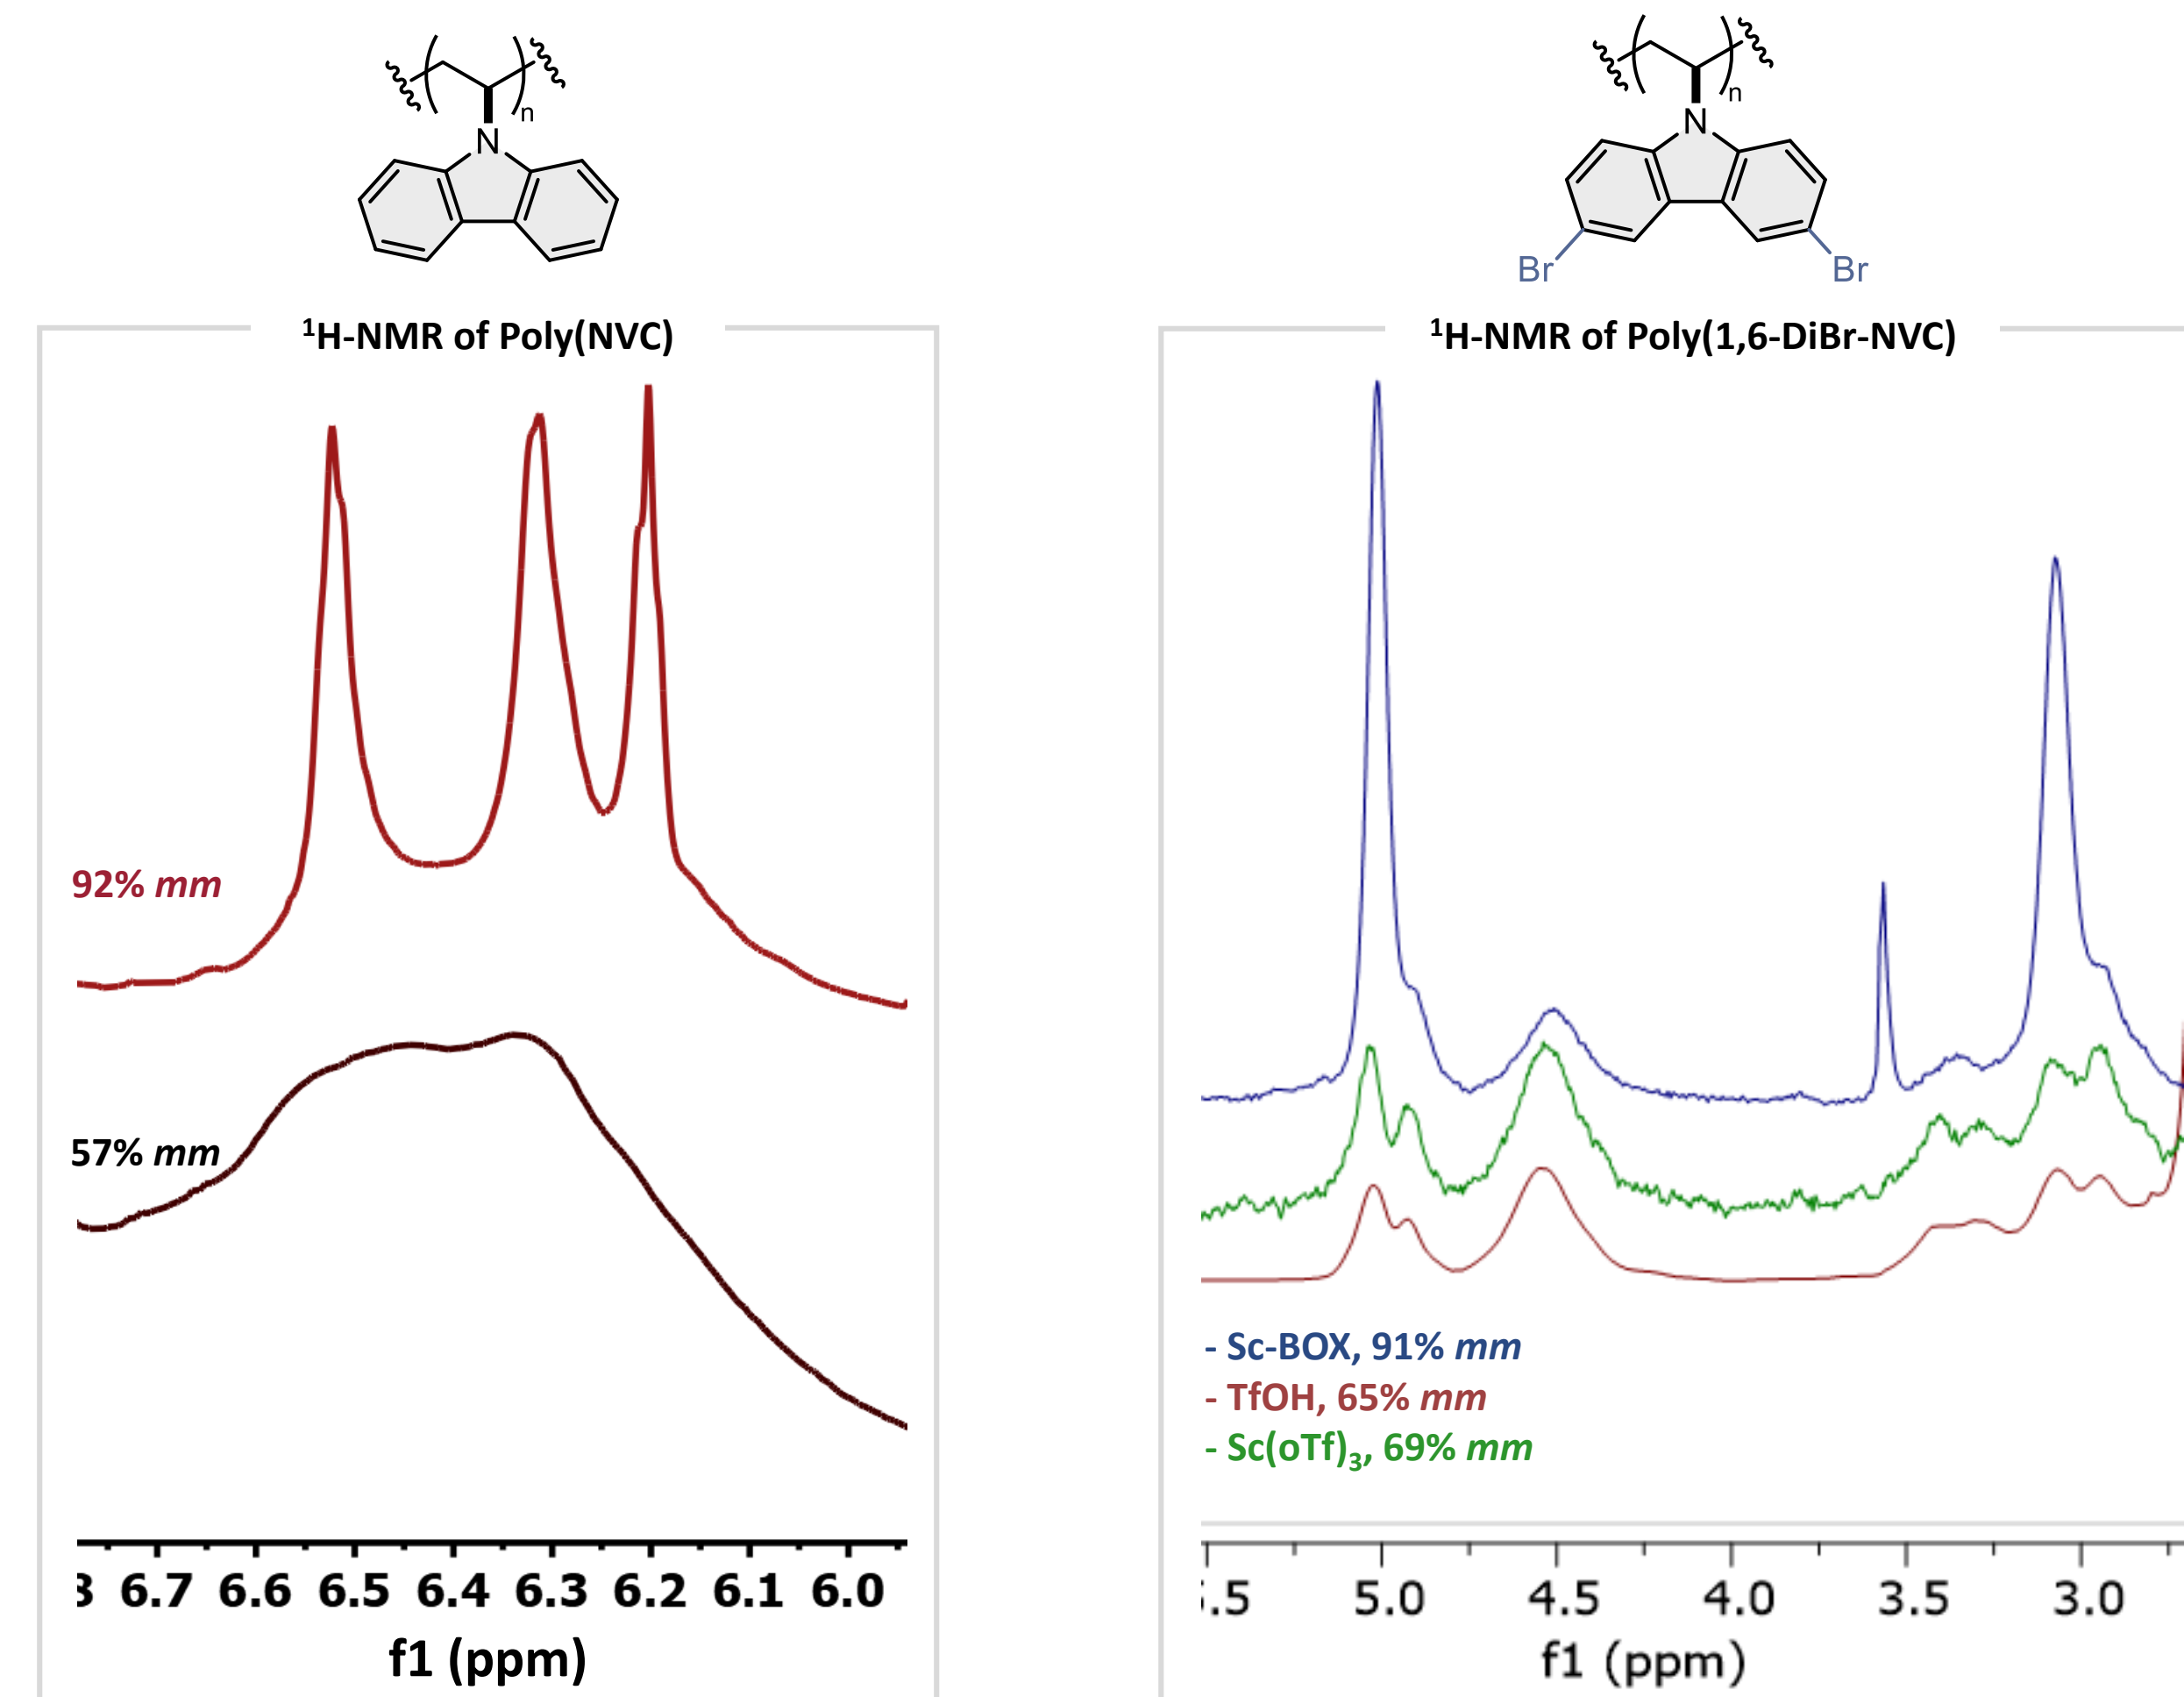 n
N
n
N
Br Br
¹H-NMR of Poly(NVC)
92% mm
57% mm
6.7 6.6 6.5 6.4 6.3 6.2 6.1 6.0
f1 (ppm)
¹H-NMR of Poly(1,6-DiBr-NVC)
- Sc-BOX, 91% mm
- TfOH, 65% mm
- Sc(oTf)₃, 69% mm
.5 5.0 4.5 4.0 3.5 3.0
f1 (ppm)